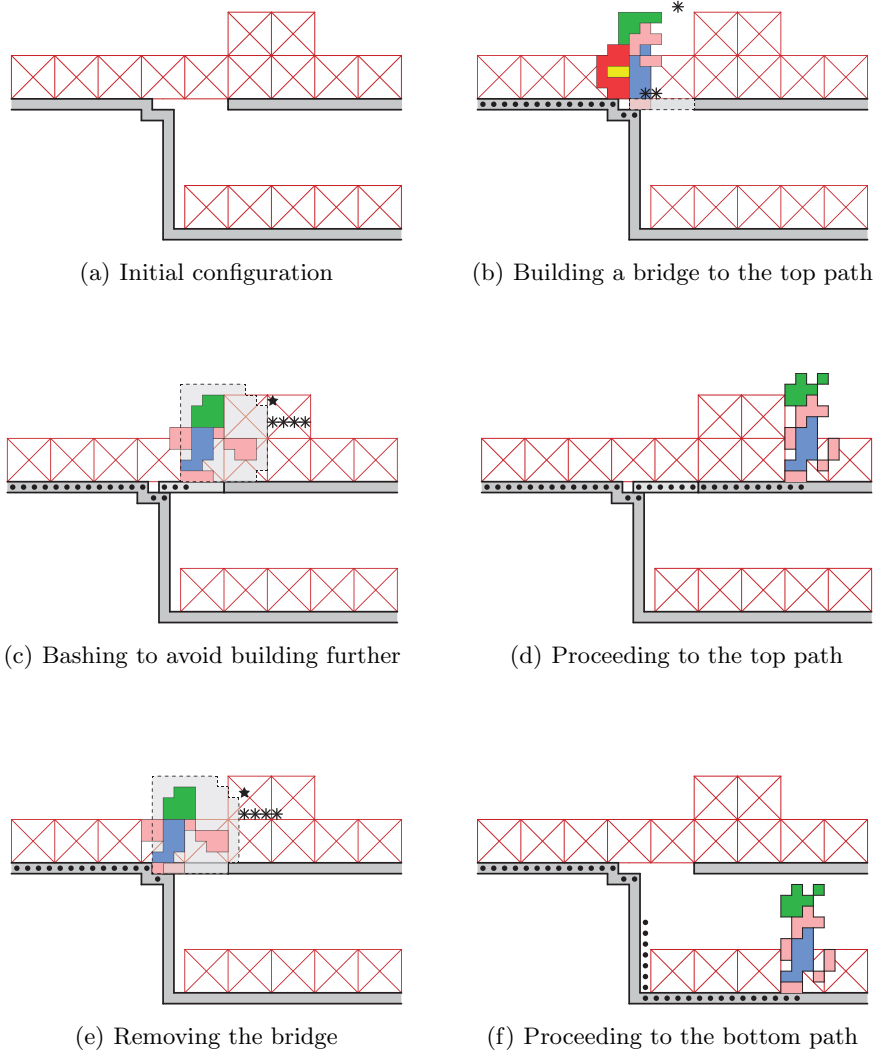 (a) Initial configuration
(b) Building a bridge to the top path
(c) Bashing to avoid building further
(d) Proceeding to the top path
(e) Removing the bridge
(f) Proceeding to the bottom path